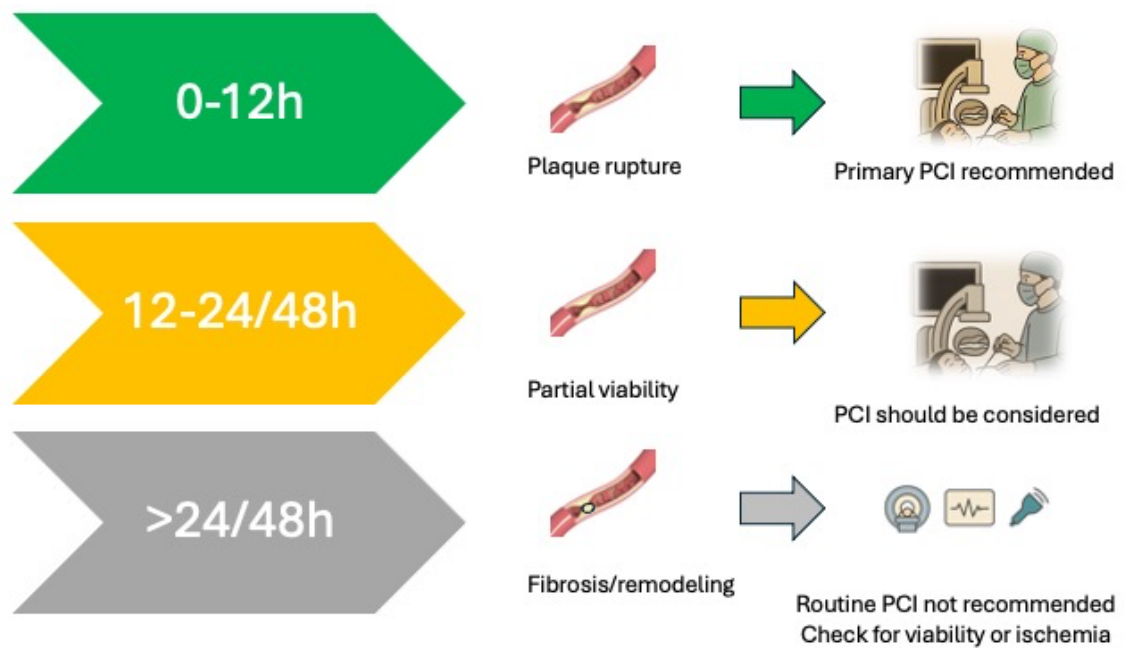 0-12h
Plaque rupture
Primary PCI recommended
12-24/48h
Partial viability
PCI should be considered
>24/48h
Fibrosis/remodeling
Routine PCI not recommended
Check for viability or ischemia